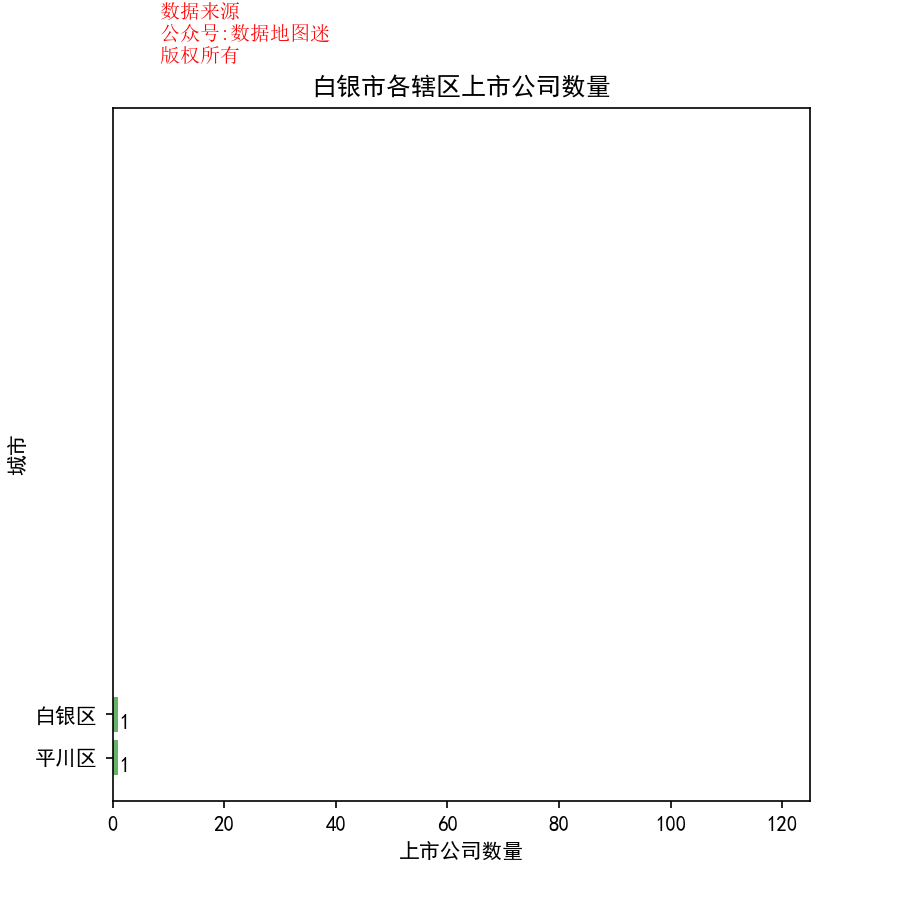 数据来源
公众号:数据地图迷
版权所有
白银市各辖区上市公司数量
城市
白银区
1
平川区
1
0 20 40 60 80 100 120
上市公司数量